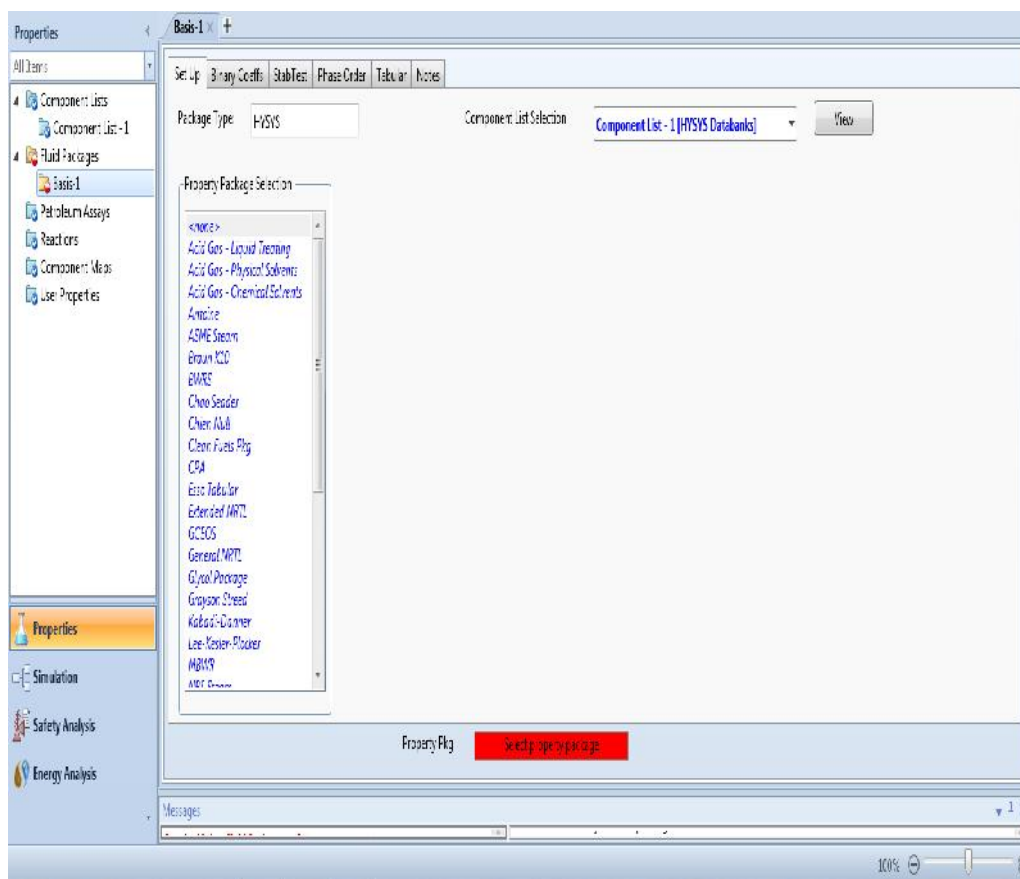 Properties
All Items
Component Lists
Component List - 1
Fluid Packages
Basis-1
Petroleum Assays
Reactions
Component Maps
User Properties
Properties
Simulation
Safety Analysis
Energy Analysis
Basis-1 × +
Set Up Binary Coeffs StabTest Phase Order Tabular Notes
Package Type: HYSYS Component List Selection Component List - 1 [HYSYS Databanks] View
Property Package Selection
<none>
Acid Gas - Liquid Treating
Acid Gas - Physical Solvents
Acid Gas - Chemical Solvents
Antoine
ASME Steam
Braun K10
BWRS
Chao Seader
Chien Null
Clean Fuels Pkg
CPA
Esso Tabular
Extended NRTL
GCEOS
General NRTL
Glycol Package
Grayson Streed
Kabadi-Danner
Lee-Kesler-Plocker
MBWR
Property Pkg Select property package
Messages
100%